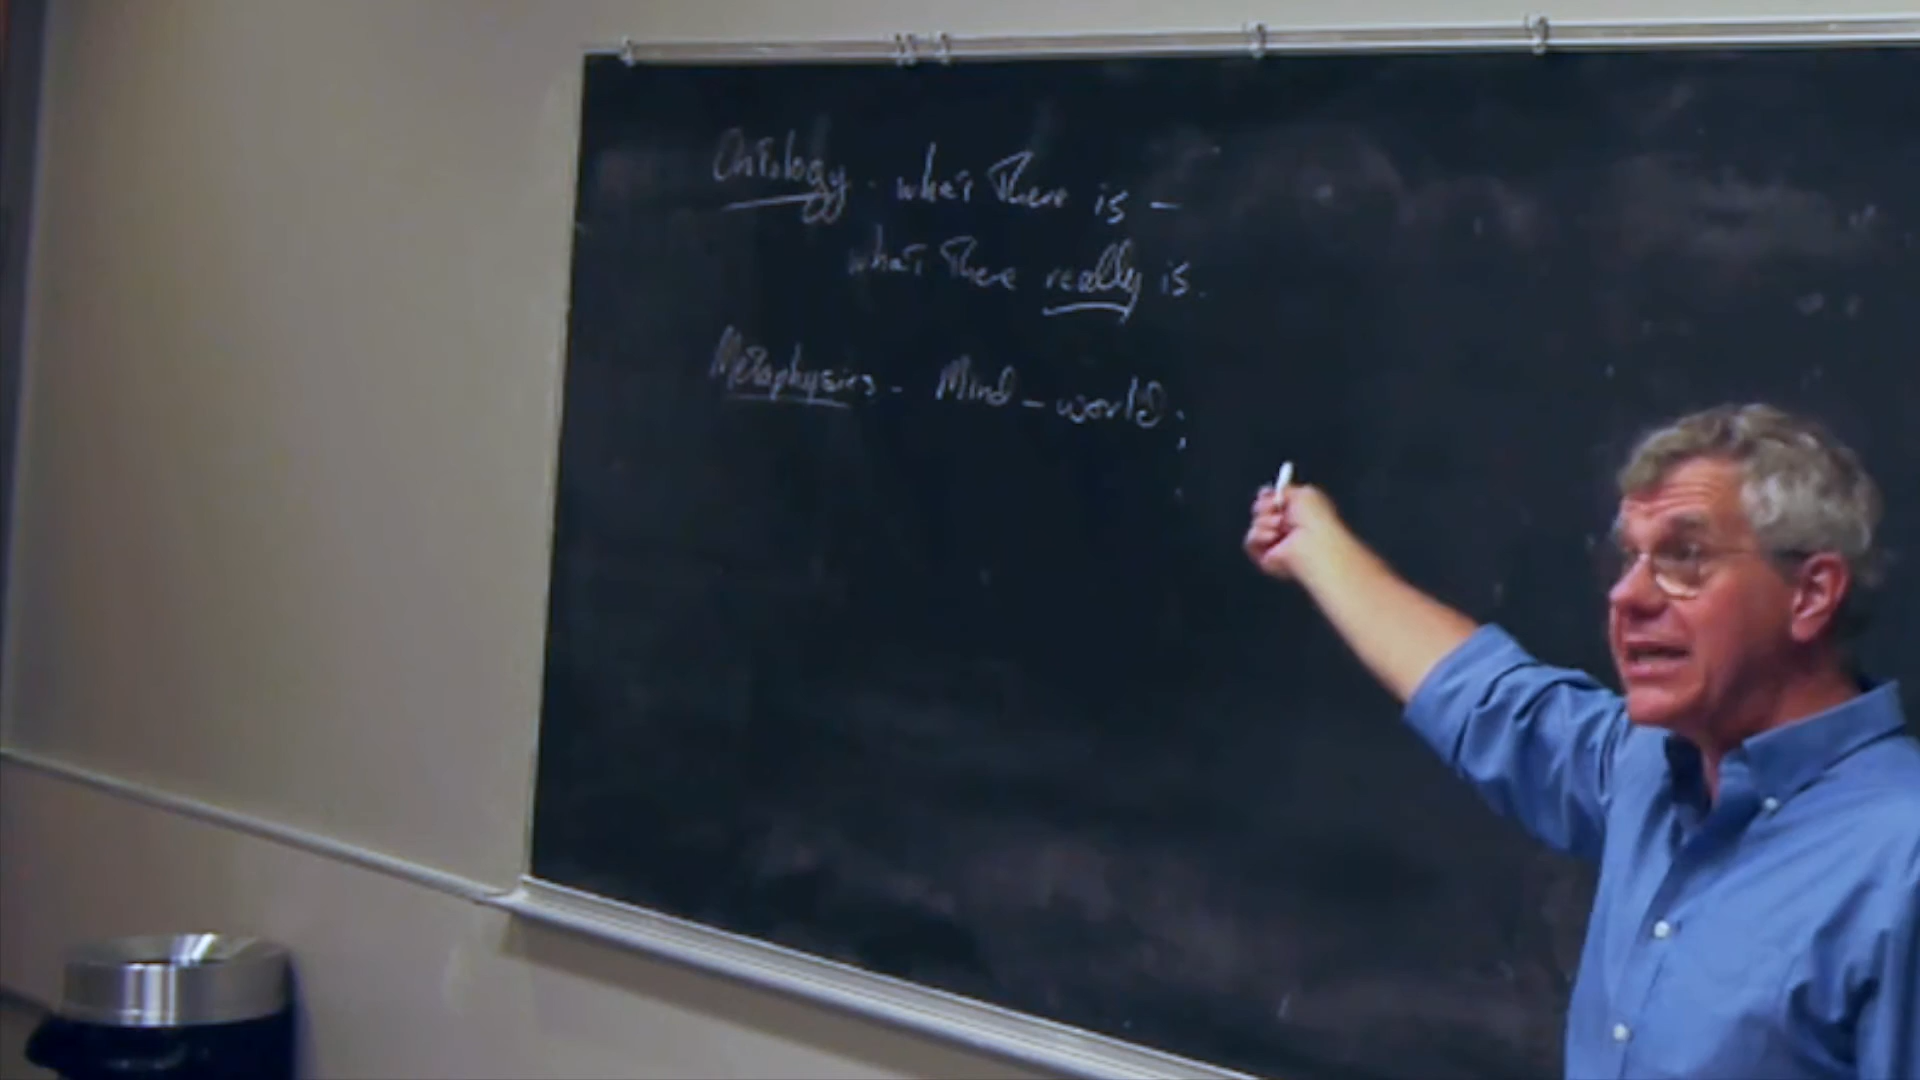 Ontology - what there is -
what there really is.
Metaphysics - Mind - world;